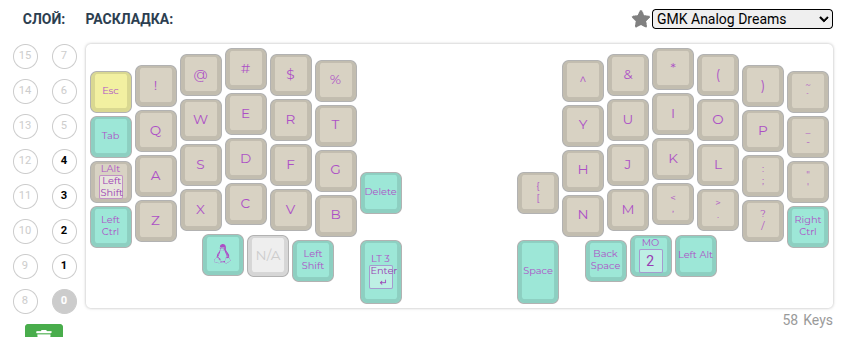 СЛОЙ: РАСКЛАДКА: GMK Analog Dreams
15 7
14 6
13 5
12 4
11 3
10 2
9 1
8 0
Esc ! @ # $ % ^ & * ( ) ~ `
Tab Q W E R T Y U I O P _ -
LAlt Left Shift A S D F G H J K L : ; " '
Left Ctrl Z X C V B Delete { [ N M < , > . ? / Right Ctrl
N/A Left Shift LT 3 Enter ↵ Space Back Space MO 2 Left Alt
58 Keys